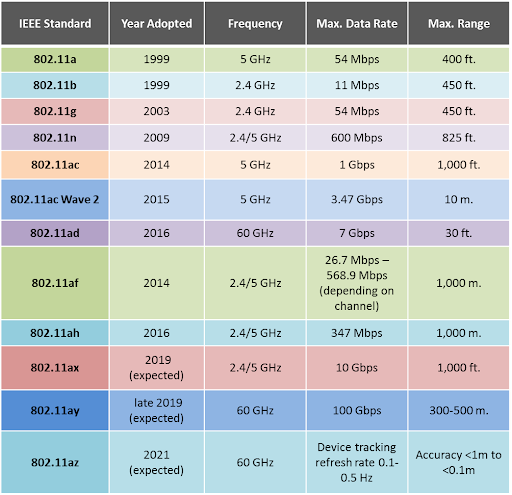 IEEE Standard Year Adopted Frequency Max. Data Rate Max. Range
802.11a 1999 5 GHz 54 Mbps 400 ft.
802.11b 1999 2.4 GHz 11 Mbps 450 ft.
802.11g 2003 2.4 GHz 54 Mbps 450 ft.
802.11n 2009 2.4/5 GHz 600 Mbps 825 ft.
802.11ac 2014 5 GHz 1 Gbps 1,000 ft.
802.11ac Wave 2 2015 5 GHz 3.47 Gbps 10 m.
802.11ad 2016 60 GHz 7 Gbps 30 ft.
802.11af 2014 2.4/5 GHz 26.7 Mbps –
568.9 Mbps
(depending on
channel) 1,000 m.
802.11ah 2016 2.4/5 GHz 347 Mbps 1,000 m.
802.11ax 2019
(expected) 2.4/5 GHz 10 Gbps 1,000 ft.
802.11ay late 2019
(expected) 60 GHz 100 Gbps 300-500 m.
802.11az 2021
(expected) 60 GHz Device tracking
refresh rate 0.1-
0.5 Hz Accuracy <1m to
<0.1m